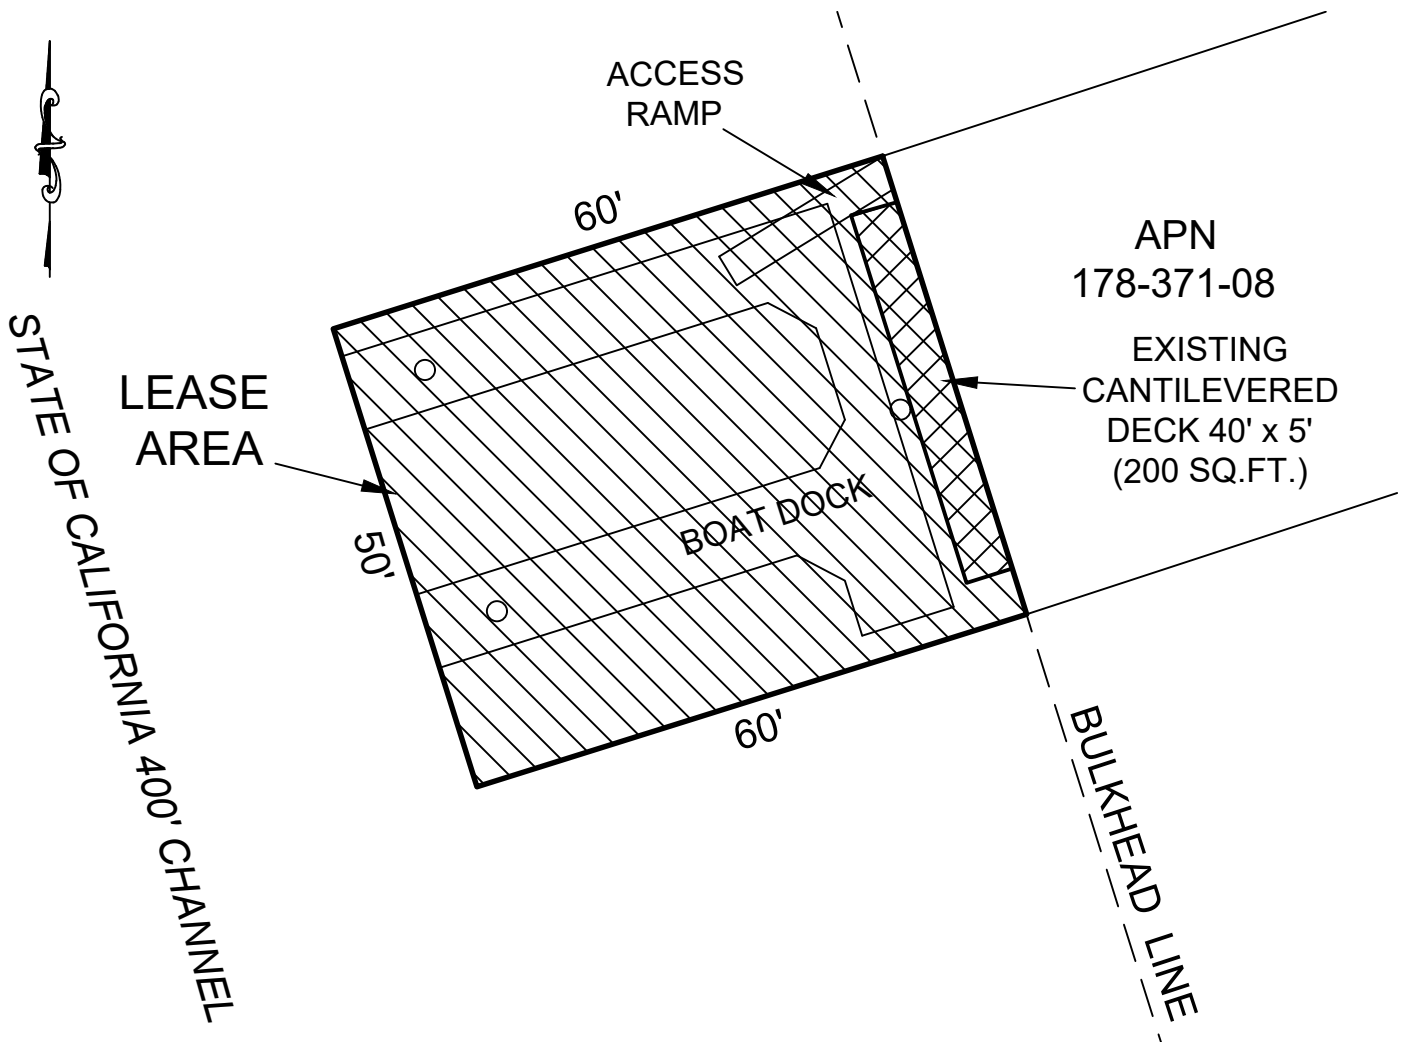 ACCESS
RAMP
60'
APN
178-371-08
EXISTING
CANTILEVERED
DECK 40' x 5'
(200 SQ.FT.)
LEASE
AREA
50'
BOAT DOCK
60'
STATE OF CALIFORNIA 400' CHANNEL
BULKHEAD LINE